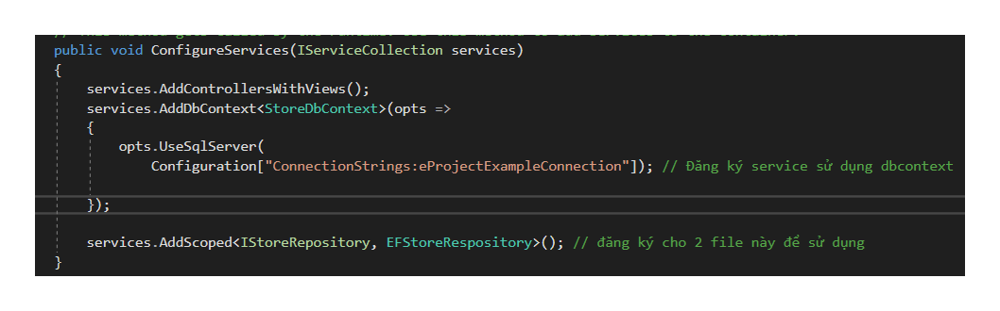 public void ConfigureServices(IServiceCollection services)
{
services.AddControllersWithViews();
services.AddDbContext<StoreDbContext>(opts =>
{
opts.UseSqlServer(
Configuration["ConnectionStrings:eProjectExampleConnection"]); // Đăng ký service sử dụng dbcontext
});
services.AddScoped<IStoreRepository, EFStoreRespository>(); // đăng ký cho 2 file này để sử dụng
}